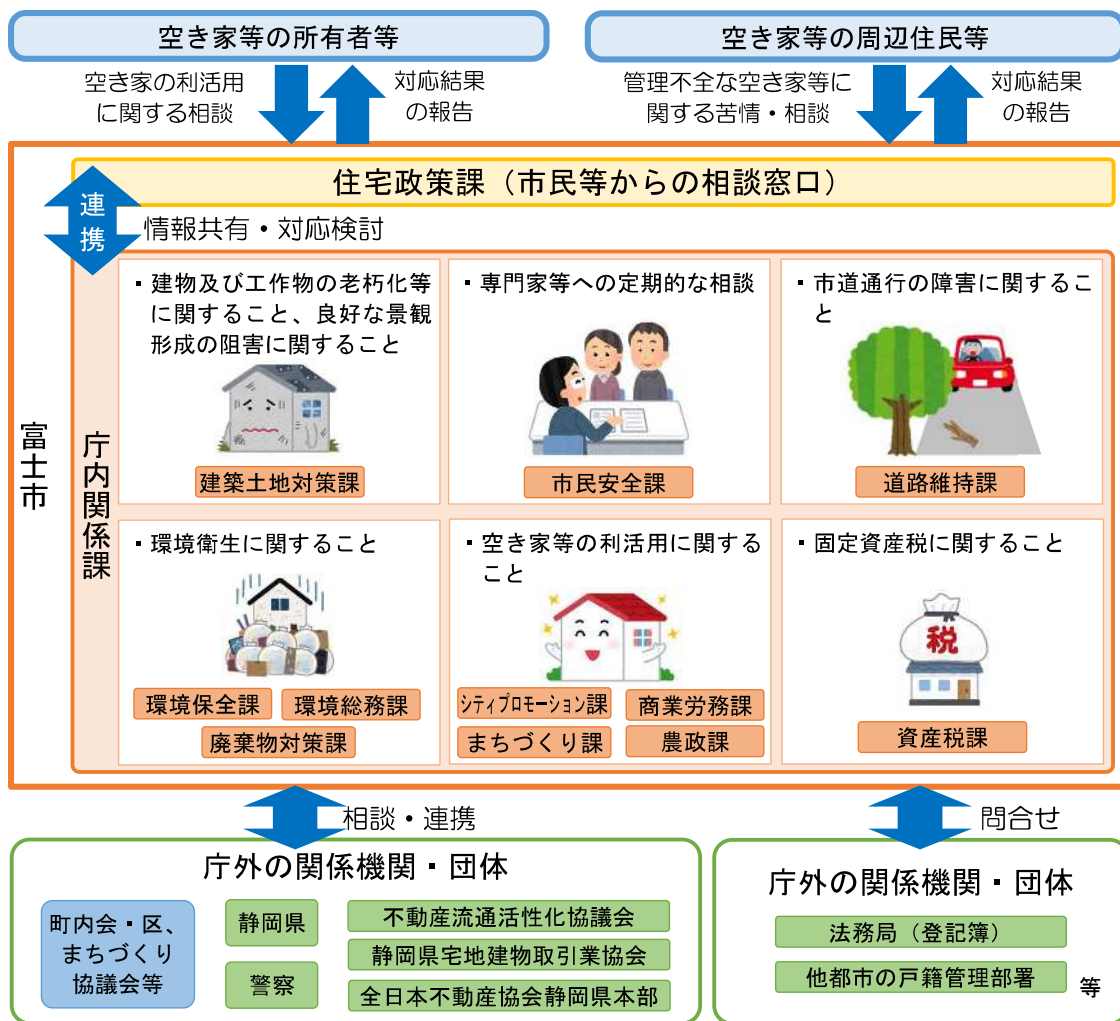 空き家等の所有者等
空き家等の周辺住民等
空き家の利活用
に関する相談
対応結果
の報告
管理不全な空き家等に
関する苦情・相談
対応結果
の報告
住宅政策課（市民等からの相談窓口）
連携
情報共有・対応検討
富士市
庁内関係課
▪ 建物及び工作物の老朽化等
に関すること、良好な景観
形成の阻害に関すること
建築土地対策課
▪ 専門家等への定期的な相談
市民安全課
▪ 市道通行の障害に関するこ
と
道路維持課
▪ 環境衛生に関すること
環境保全課
環境総務課
廃棄物対策課
▪ 空き家等の利活用に関する
こと
シティプロモーション課
商業労務課
まちづくり課
農政課
▪ 固定資産税に関すること
税
資産税課
相談・連携
問合せ
庁外の関係機関・団体
町内会・区、
まちづくり
協議会等
静岡県
警察
不動産流通活性化協議会
静岡県宅地建物取引業協会
全日本不動産協会静岡県本部
庁外の関係機関・団体
法務局（登記簿）
他都市の戸籍管理部署
等